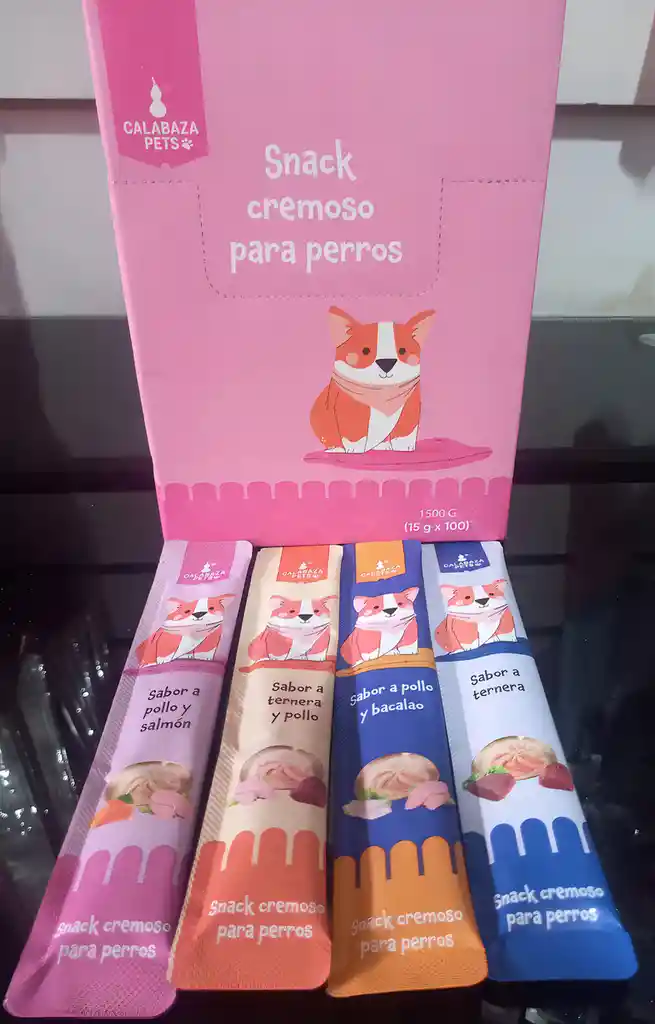 CALABAZA
PETS
Snack
cremoso
para perros
1500 G
(15 g x 100)
CALABAZA
PETS
Sabor a
pollo y
salmón
Snack cremoso
para perros
CALABAZA
PETS
Sabor a
ternera
y pollo
Snack cremoso
para perros
CALABAZA
PETS
Sabor a pollo
y bacalao
Snack cremoso
para perros
CALABAZA
PETS
Sabor a
ternera
Snack cremoso
para perros